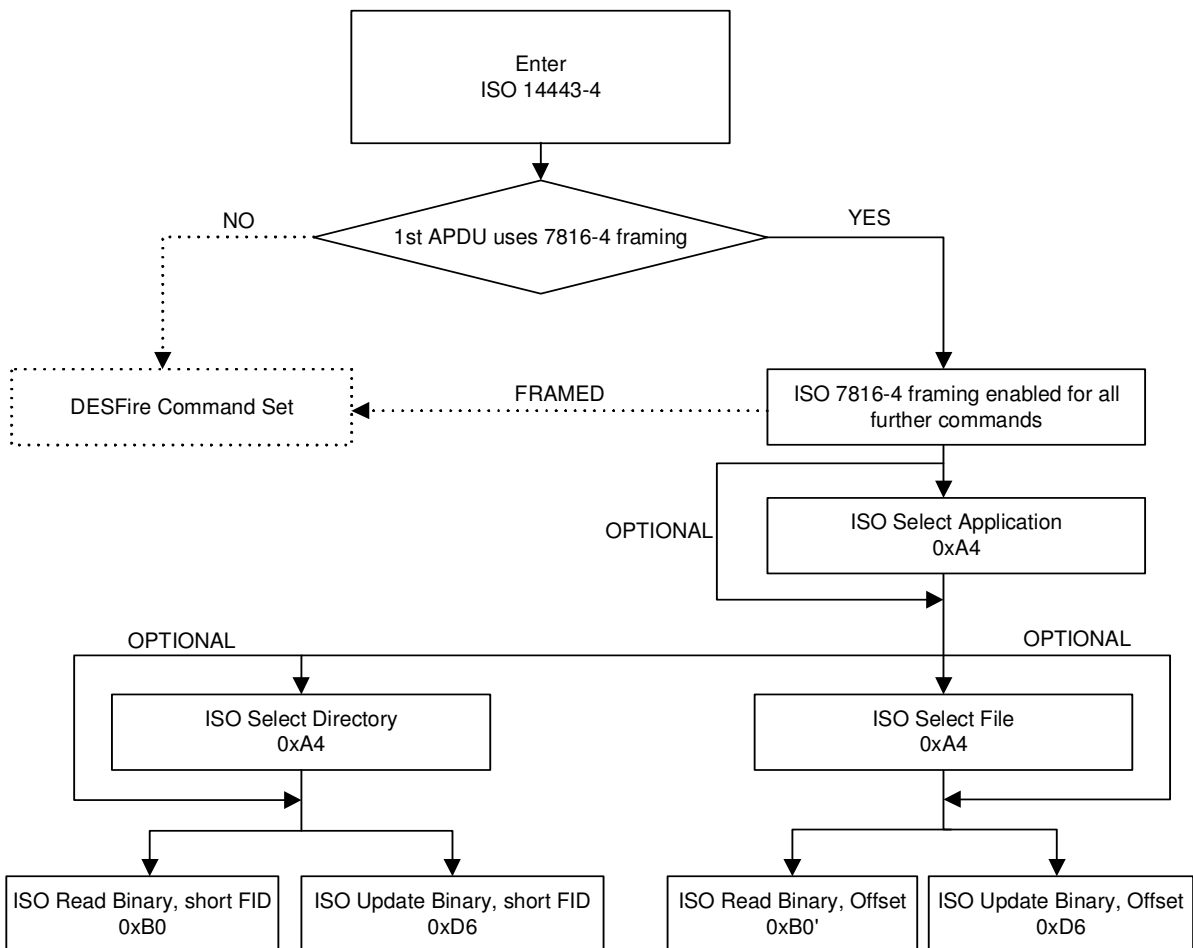 Enter
ISO 14443-4
NO
1st APDU uses 7816-4 framing
YES
DESFire Command Set
FRAMED
ISO 7816-4 framing enabled for all
further commands
OPTIONAL
ISO Select Application
0xA4
OPTIONAL
OPTIONAL
ISO Select Directory
0xA4
ISO Select File
0xA4
ISO Read Binary, short FID
0xB0
ISO Update Binary, short FID
0xD6
ISO Read Binary, Offset
0xB0'
ISO Update Binary, Offset
0xD6